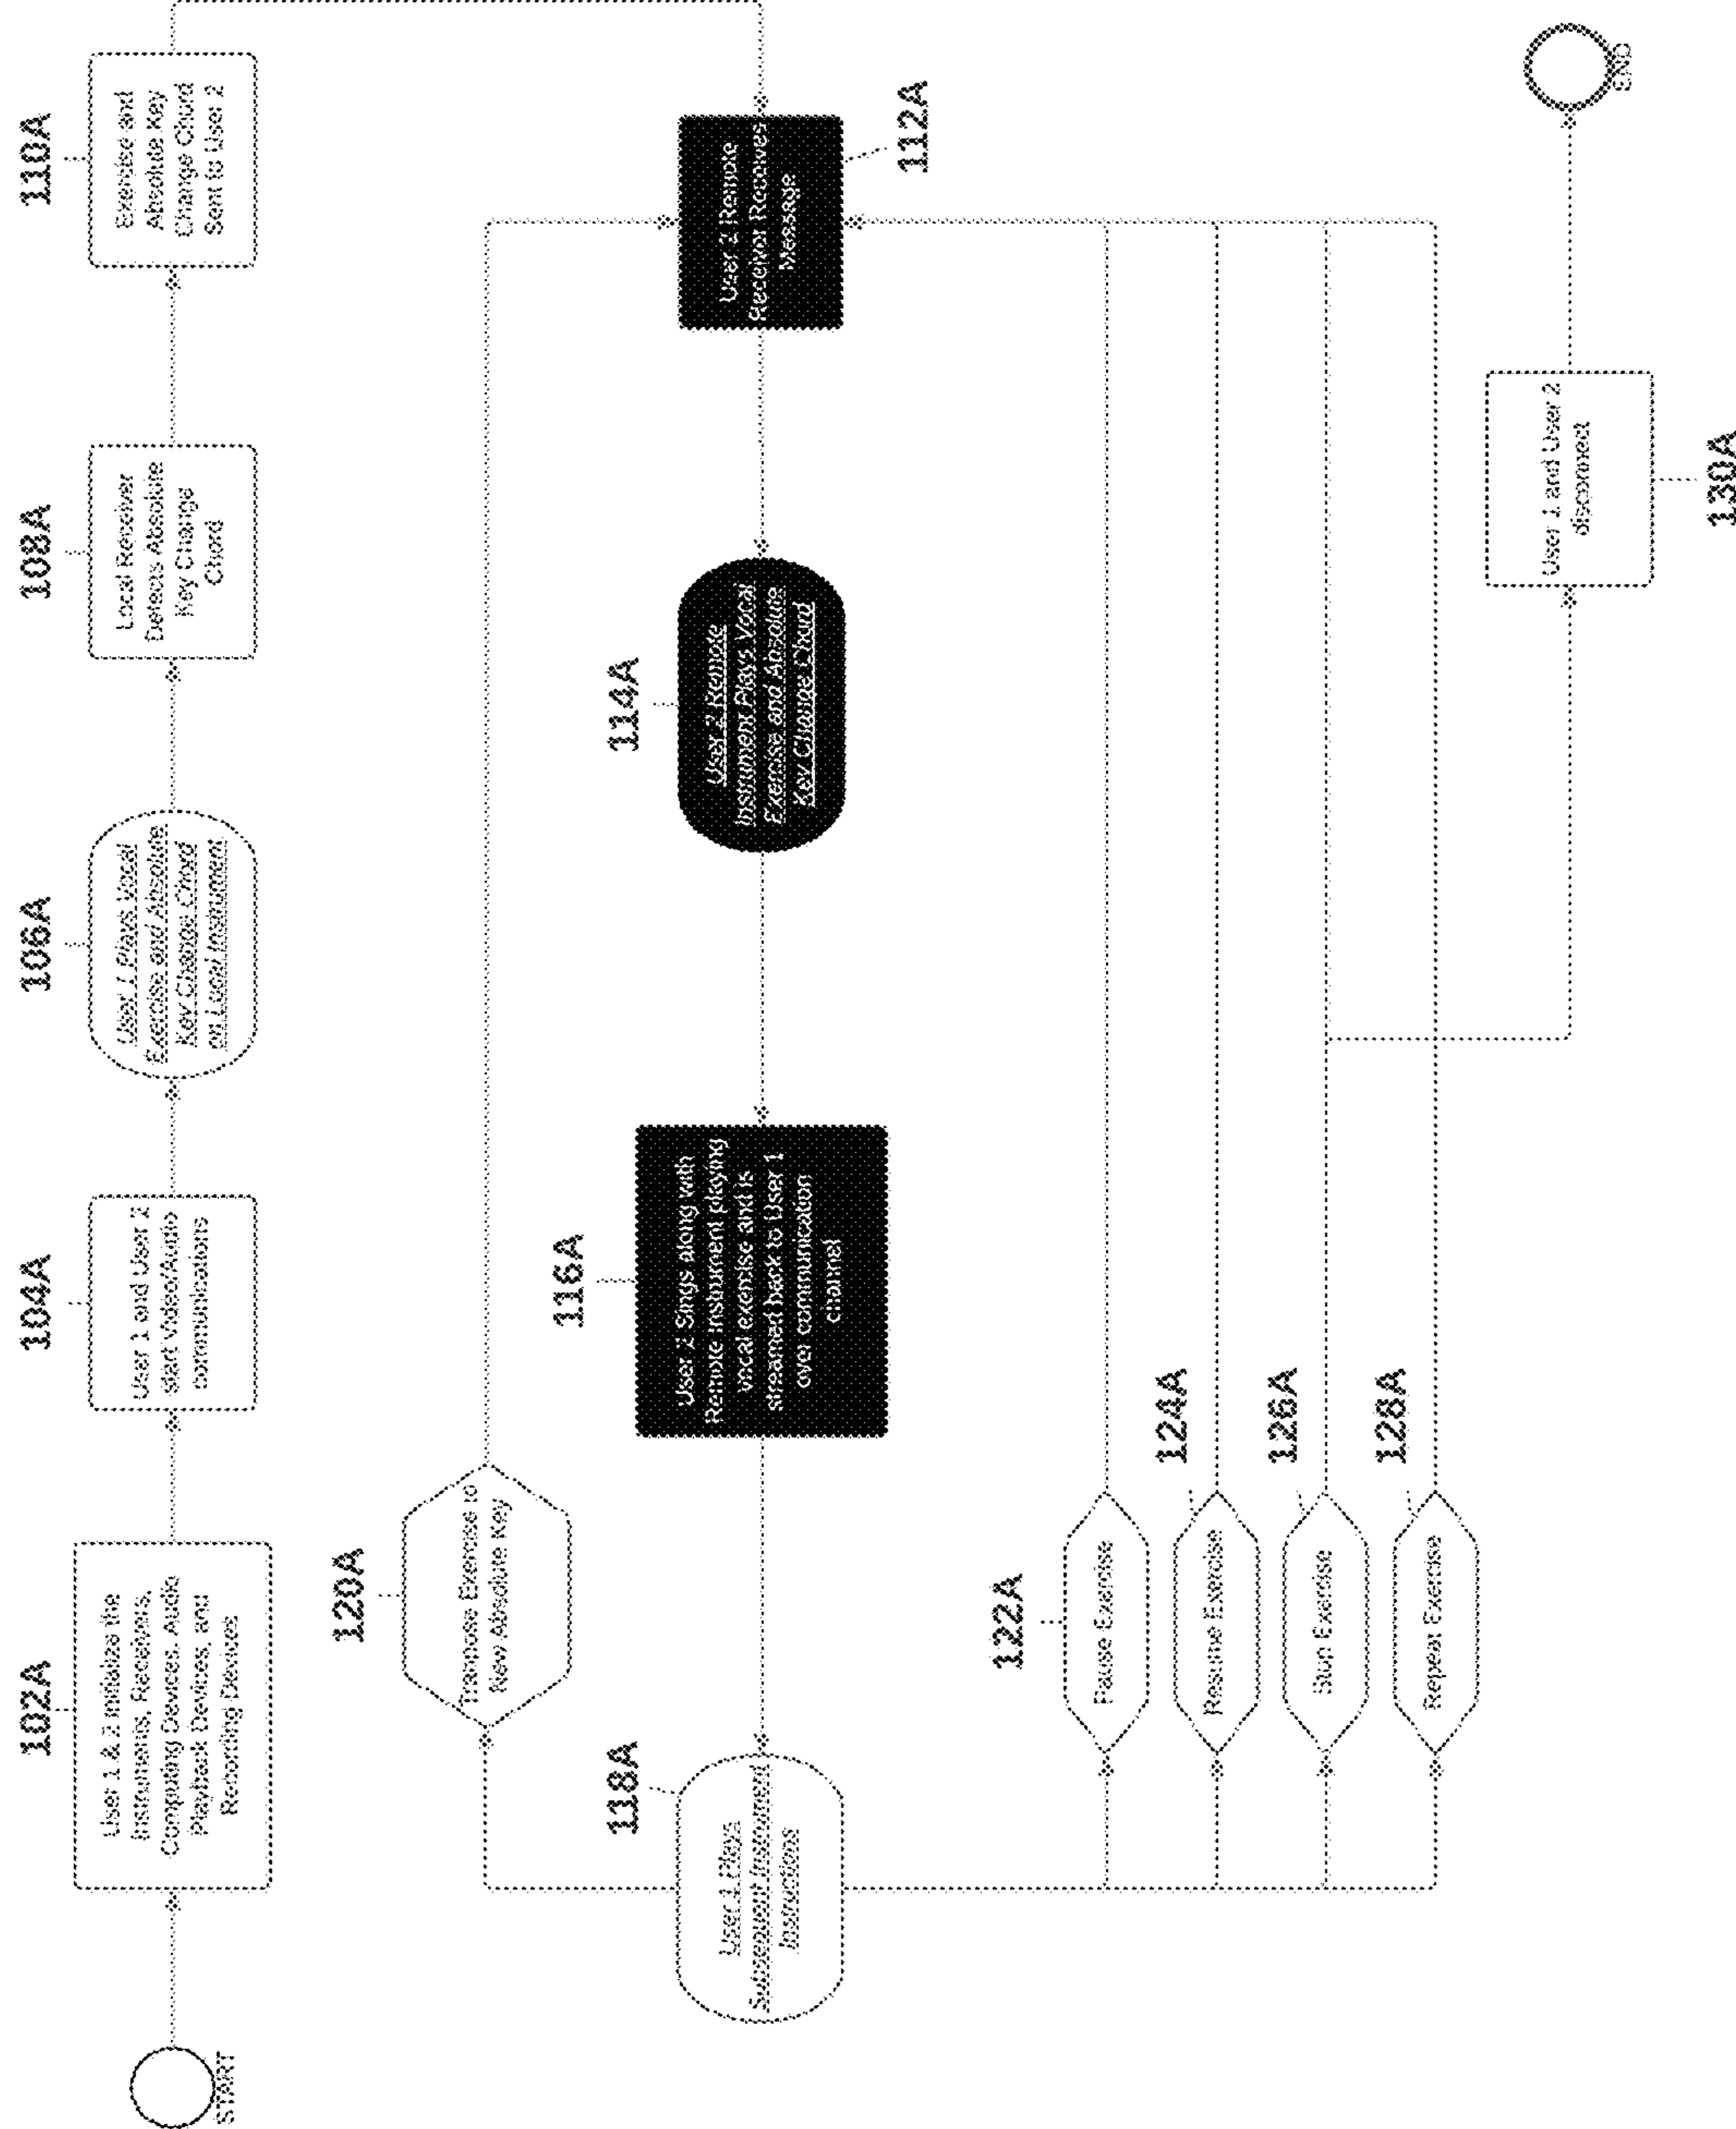 START
102A
User 1 & 2 initialize the
Instruments, Receivers,
Computing Devices, Audio
Playback Devices, and
Recording Devices
104A
User 1 and User 2
start Video/Audio
communications
106A
User 1 Plays Vocal
Exercise and Absolute
Key Change Chord
on Local Instrument
108A
Local Receiver
Detects Absolute
Key Change
Chord
110A
Exercise and
Absolute Key
Change Chord
Sent to User 2
120A
Tranpose Exercise to
New Absolute Key
118A
User 1 Plays
Subsequent Instrument
Instructions
116A
User 2 Sings along with
Remote Instrument playing
vocal exercise and is
streamed back to User 1
over communication
channel
114A
User 2 Remote
Instrument Plays Vocal
Exercise and Absolute
Key Change Chord
User 2 Remote
Receiver Receives
Message
112A
122A
Pause Exercise
124A
Resume Exercise
126A
Stop Exercise
128A
Repeat Exercise
User 1 and User 2
disconnect
130A
END